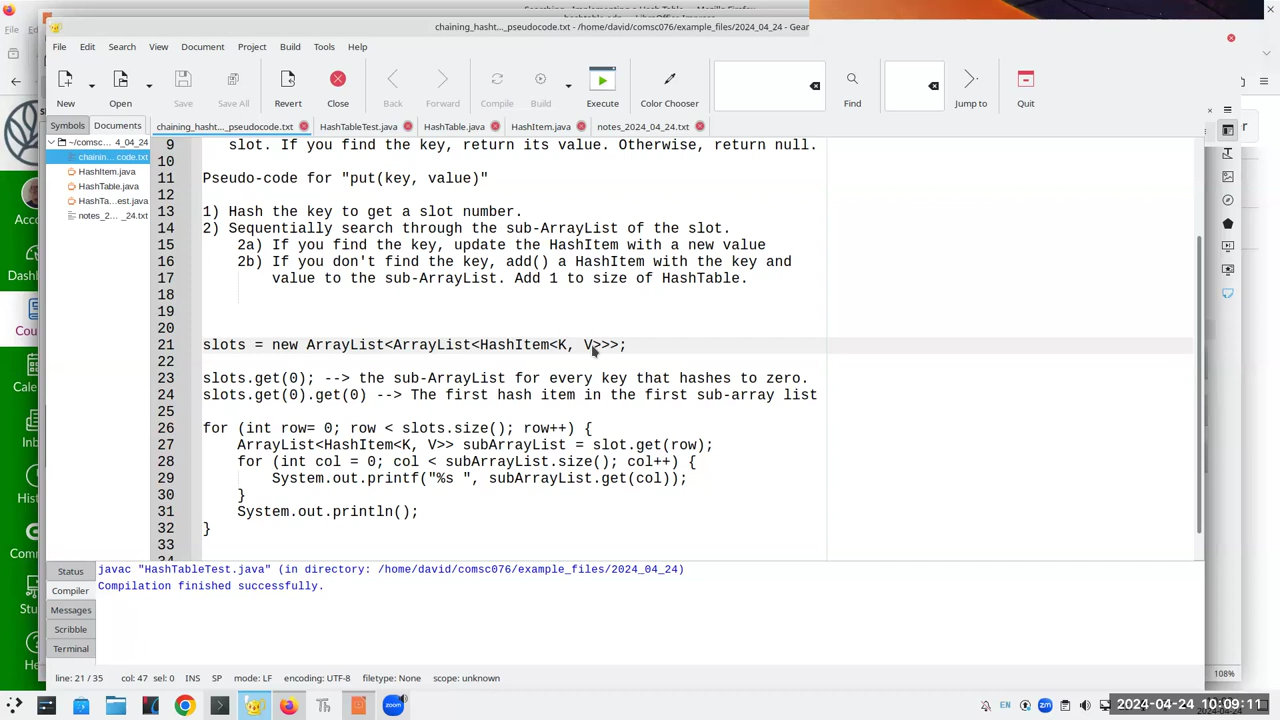 chaining_hasht..._pseudocode.txt - /home/david/comsc076/example_files/2024_04_24 - Gear
File Edit Search View Document Project Build Tools Help
New Open Save Save All Revert Close Back Forward Compile Build Execute Color Chooser Find Jump to Quit
Symbols Documents
chaining_hasht..._pseudocode.txt HashTableTest.java HashTable.java HashItem.java notes_2024_04_24.txt
~/comsc... 4_04_24
chainin... code.txt
HashItem.java
HashTable.java
HashTa...est.java
notes_2... _24.txt
9 slot. If you find the key, return its value. Otherwise, return null.
10
11 Pseudo-code for "put(key, value)"
12
13 1) Hash the key to get a slot number.
14 2) Sequentially search through the sub-ArrayList of the slot.
15 2a) If you find the key, update the HashItem with a new value
16 2b) If you don't find the key, add() a HashItem with the key and
17 value to the sub-ArrayList. Add 1 to size of HashTable.
18
19
20
21 slots = new ArrayList<ArrayList<HashItem<K, V>>>;
22
23 slots.get(0); --> the sub-ArrayList for every key that hashes to zero.
24 slots.get(0).get(0) --> The first hash item in the first sub-array list
25
26 for (int row= 0; row < slots.size(); row++) {
27 ArrayList<HashItem<K, V>> subArrayList = slot.get(row);
28 for (int col = 0; col < subArrayList.size(); col++) {
29 System.out.printf("%s ", subArrayList.get(col));
30 }
31 System.out.println();
32 }
33
Status
Compiler
Messages
Scribble
Terminal
javac "HashTableTest.java" (in directory: /home/david/comsc076/example_files/2024_04_24)
Compilation finished successfully.
line: 21 / 35 col: 47 sel: 0 INS SP mode: LF encoding: UTF-8 filetype: None scope: unknown
108%
zoom
EN
2024-04-24 10:09:11